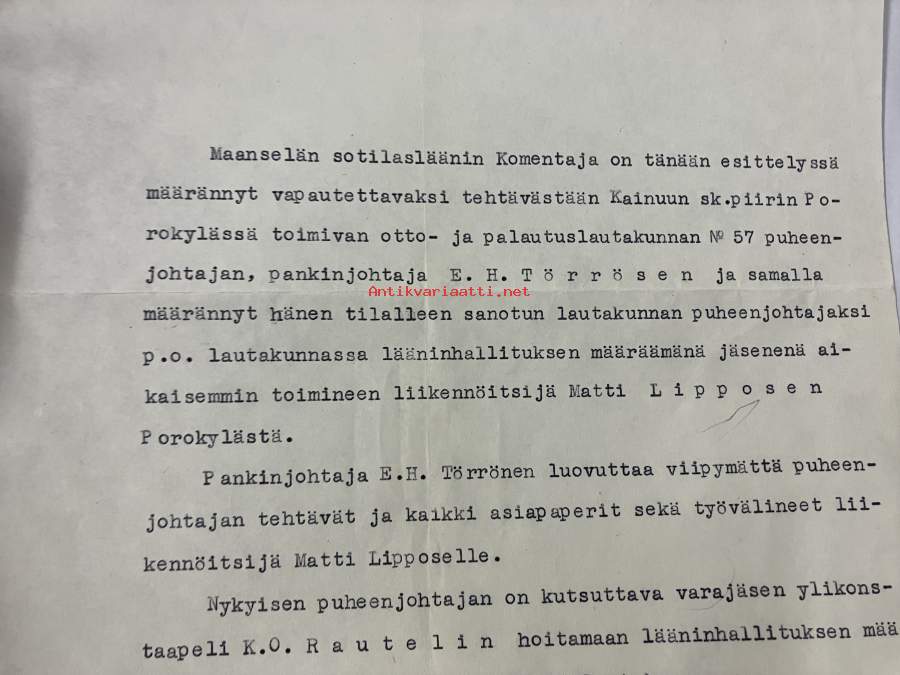 Maanselän sotilasläänin Komentaja on tänään esittelyssä
määrännyt vapautettavaksi tehtävästään Kainuun sk.piirin Po-
rokylässä toimivan otto- ja palautuslautakunnan № 57 puheen-
johtajan, pankinjohtaja E. H. T ö r r ö s e n ja samalla
Antikvariaatti.net
määrännyt hänen tilalleen sanotun lautakunnan puheenjohtajaksi
p.o. lautakunnassa lääninhallituksen määräämänä jäsenenä ai-
kaisemmin toimineen liikennöitsijä Matti L i p p o s e n
Porokylästä.
Pankinjohtaja E.H. Törrönen luovuttaa viipymättä puheen-
johtajan tehtävät ja kaikki asiapaperit sekä työvälineet lii-
kennöitsijä Matti Lipposelle.
Nykyisen puheenjohtajan on kutsuttava varajäsen ylikons-
taapeli K.O. R a u t e l i n hoitamaan lääninhallituksen mää